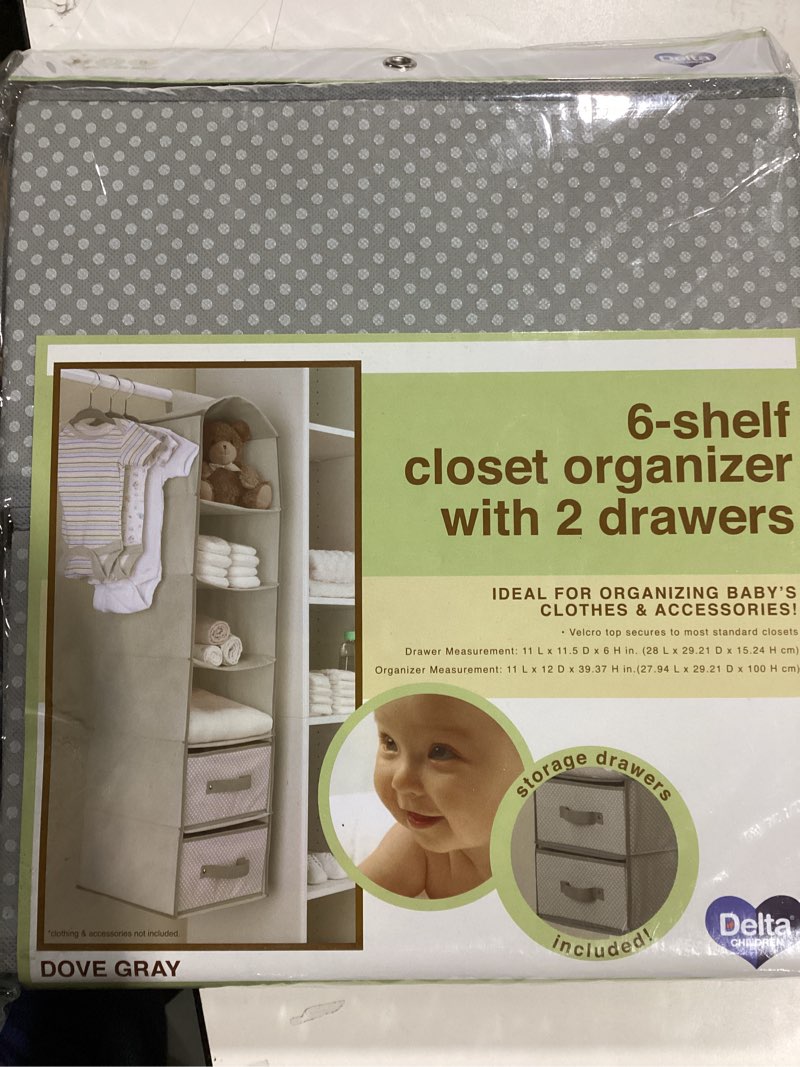 Delta
6-shelf
closet organizer
with 2 drawers
IDEAL FOR ORGANIZING BABY'S
CLOTHES & ACCESSORIES!
• Velcro top secures to most standard closets
Drawer Measurement: 11 L x 11.5 D x 6 H in. (28 L x 29.21 D x 15.24 H cm)
Organizer Measurement: 11 L x 12 D x 39.37 H in.(27.94 L x 29.21 D x 100 H cm)
storage drawers
included!
*clothing & accessories not included.
Delta
CHILDREN
DOVE GRAY